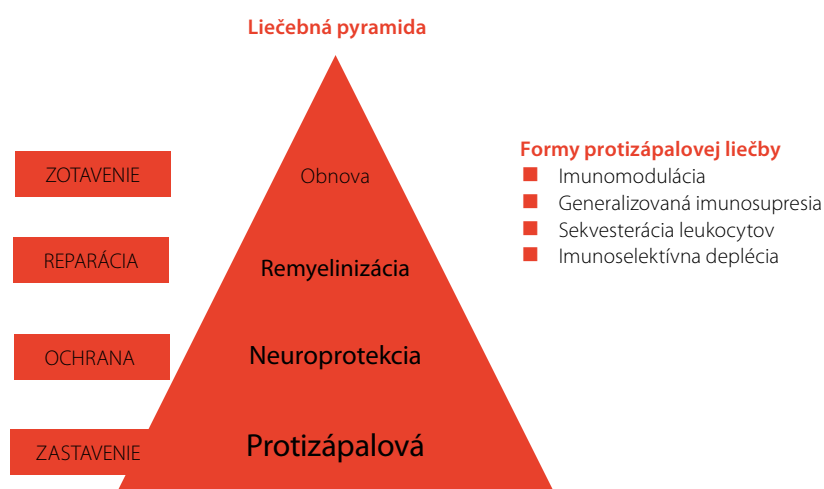 Liečebná pyramida
ZOTAVENIE
Obnova
REPARÁCIA
Remyelinizácia
OCHRANA
Neuroprotekcia
ZASTAVENIE
Protizápalová
Formy protizápalovej liečby
Imunomodulácia
Generalizovaná imunosupresia
Sekvesterácia leukocytov
Imunoselektívna deplécia